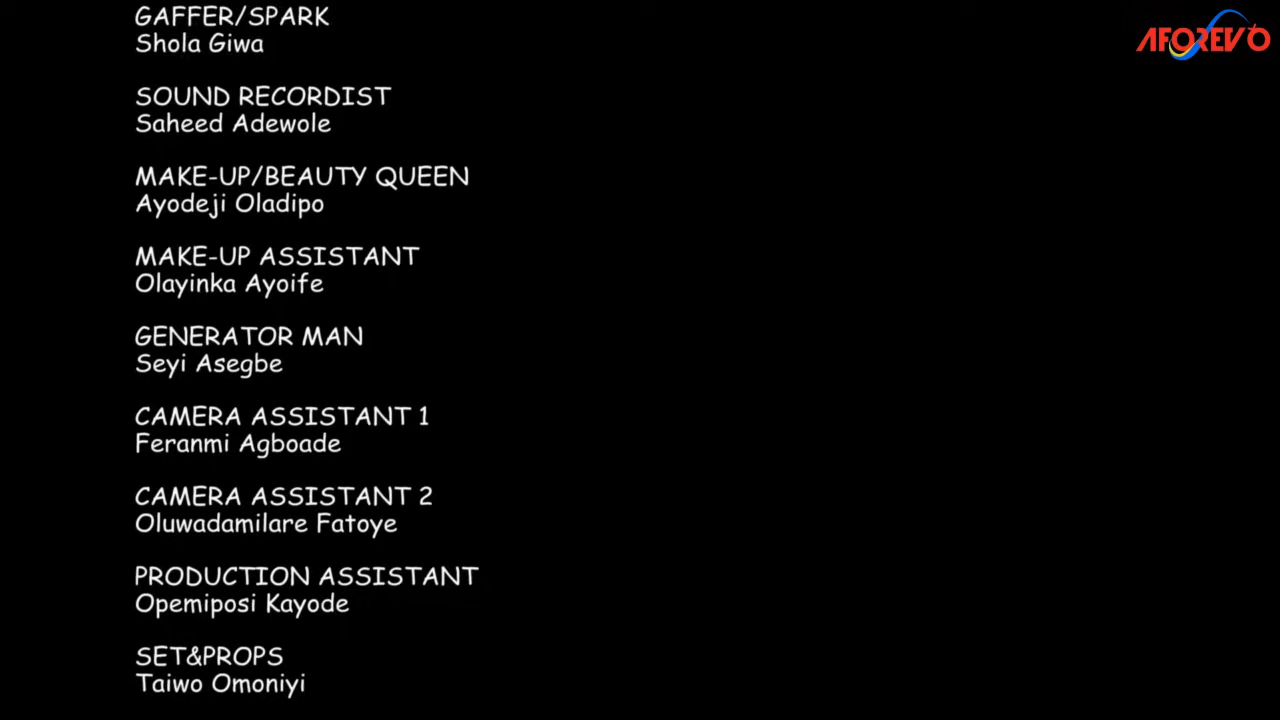 GAFFER/SPARK
Shola Giwa
AFOREVO
SOUND RECORDIST
Saheed Adewole
MAKE-UP/BEAUTY QUEEN
Ayodeji Oladipo
MAKE-UP ASSISTANT
Olayinka Ayoife
GENERATOR MAN
Seyi Asegbe
CAMERA ASSISTANT 1
Feranmi Agboade
CAMERA ASSISTANT 2
Oluwadamilare Fatoye
PRODUCTION ASSISTANT
Opemiposi Kayode
SET&PROPS
Taiwo Omoniyi